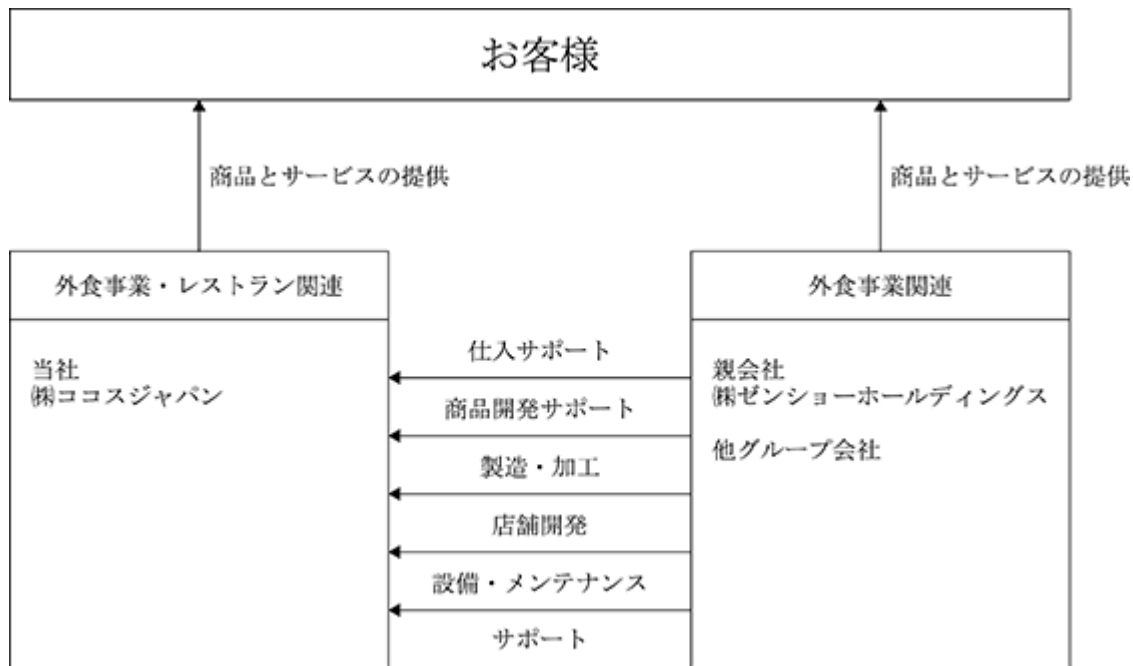 お客様
商品とサービスの提供
商品とサービスの提供
外食事業・レストラン関連
外食事業関連
当社
㈱ココスジャパン
仕入サポート
商品開発サポート
製造・加工
店舗開発
設備・メンテナンス
サポート
親会社
㈱ゼンショーホールディングス
他グループ会社